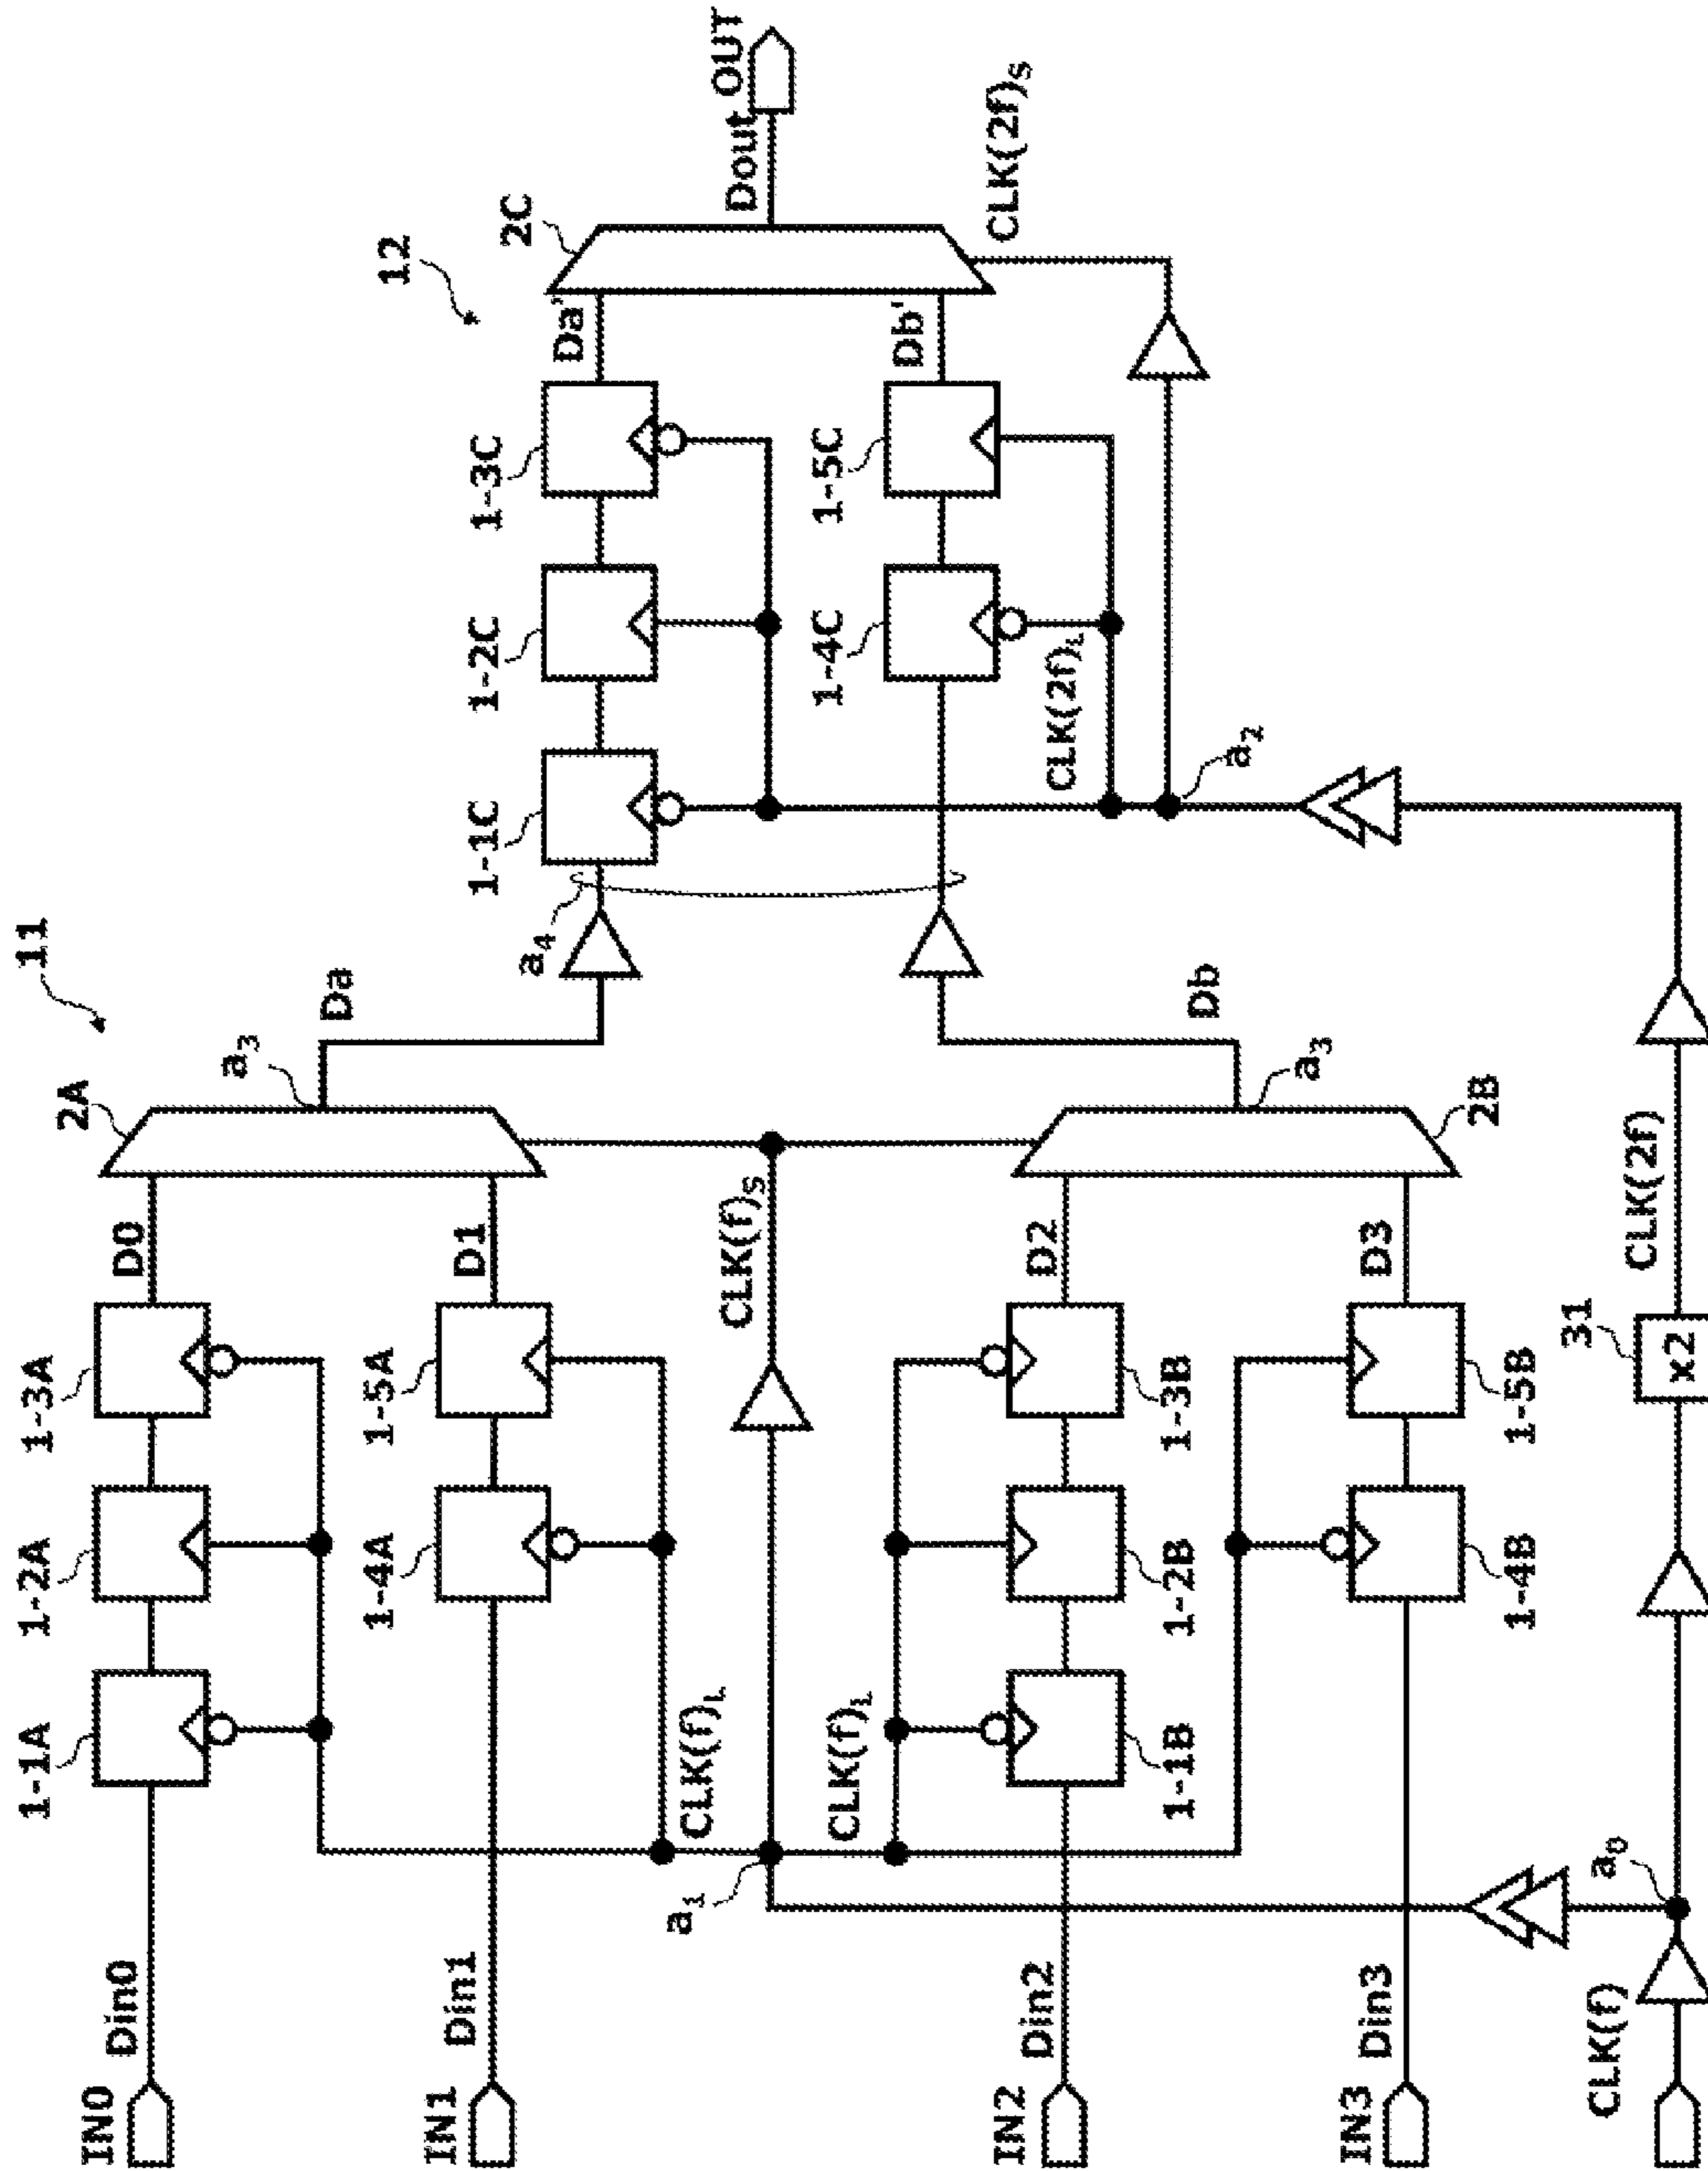 11
12
1-1A
1-2A
1-3A
2A
IN0
Din0
D0
a₃
Da
1-4A
1-5A
IN1
Din1
D1
CLK(f)L
CLK(f)S
a₁
CLK(f)L
a₄
1-1C
1-2C
1-3C
2C
Da'
Dout
OUT
1-4C
1-5C
Db'
CLK(2f)L
CLK(2f)S
a₂
IN2
Din2
D2
1-1B
1-2B
1-3B
Db
a₃
2B
IN3
Din3
D3
1-4B
1-5B
CLK(f)
a₀
31
x2
CLK(2f)